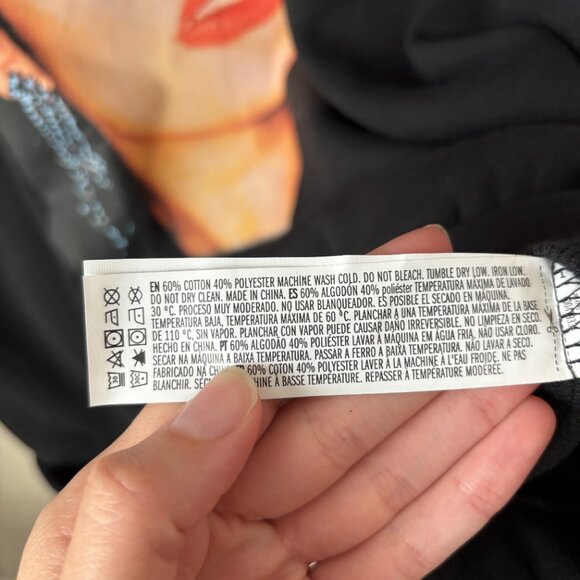 EN 60% COTTON 40% POLYESTER MACHINE WASH COLD. DO NOT BLEACH. TUMBLE DRY LOW. IRON LOW.
DO NOT DRY CLEAN. MADE IN CHINA. ES 60% ALGODÓN 40% poliéster TEMPERATURA MÁXIMA DE LAVADO
30 ºC. PROCESO MUY MODERADO. NO USAR BLANQUEADOR. ES POSIBLE EL SECADO EN MÁQUINA.
TEMPERATURA BAJA, TEMPERATURA MÁXIMA DE 60 ºC. PLANCHAR A UNA TEMPERATURA MÁXIMA DE LA BASE
DE 110 ºC, SIN VAPOR. PLANCHAR CON VAPOR PUEDE CAUSAR DAÑO IRREVERSIBLE. NO LIMPIEZA EN SECO.
HECHO EN CHINA. PT 60% ALGODÃO 40% POLIÉSTER LAVAR À MÁQUINA EM ÁGUA FRIA. NÃO USAR CLORO.
SECAR NA MÁQUINA A BAIXA TEMPERATURA. PASSAR A FERRO A BAIXA TEMPERATURA. NÃO LAVAR A SECO.
FABRICADO NA 60% COTON 40% POLYESTER LAVER À LA MACHINE À L'EAU FROIDE. NE PAS
BLANCHIR. À BASSE TEMPÉRATURE. REPASSER À TEMPÉRATURE MODÉRÉE.